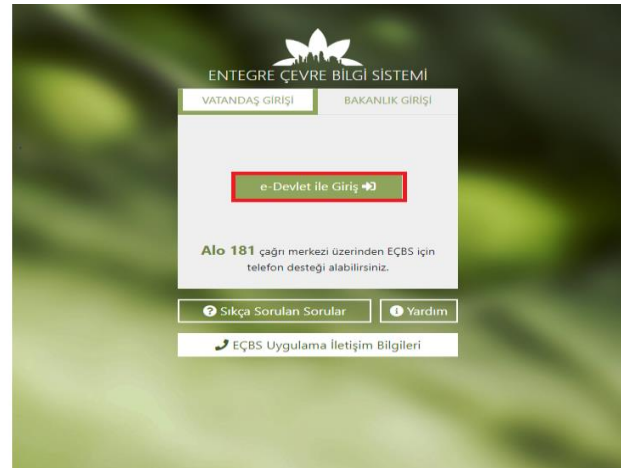 ENTEGRE ÇEVRE BİLGİ SİSTEMİ
VATANDAŞ GİRİŞİ BAKANLIK GİRİŞİ
e-Devlet ile Giriş
Alo 181 çağrı merkezi üzerinden EÇBS için
telefon desteği alabilirsiniz.
Sıkça Sorulan Sorular Yardım
EÇBS Uygulama İletişim Bilgileri